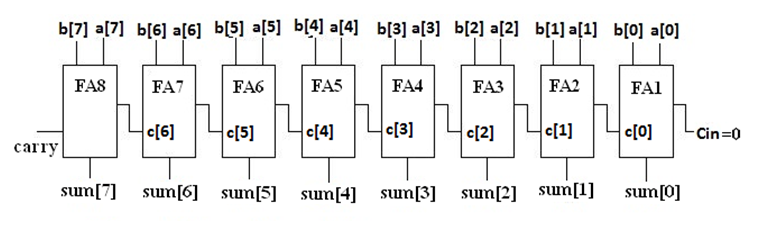 b[7] a[7] b[6] a[6] b[5] a[5] b[4] a[4] b[3] a[3] b[2] a[2] b[1] a[1] b[0] a[0]
FA8 FA7 FA6 FA5 FA4 FA3 FA2 FA1
c[6] c[5] c[4] c[3] c[2] c[1] c[0] Cin=0
carry
sum[7] sum[6] sum[5] sum[4] sum[3] sum[2] sum[1] sum[0]